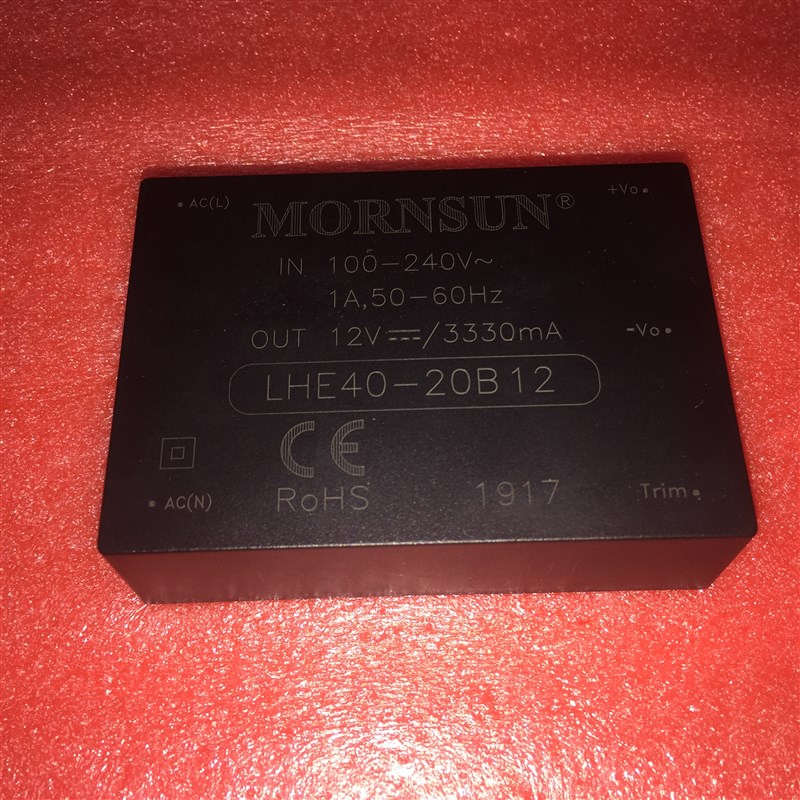 AC(L) MORNSUN® +Vo
IN 100-240V~
1A,50-60Hz
OUT 12V⎓/3330mA -Vo
LHE40-20B12
CE
AC(N) RoHS 1917 Trim